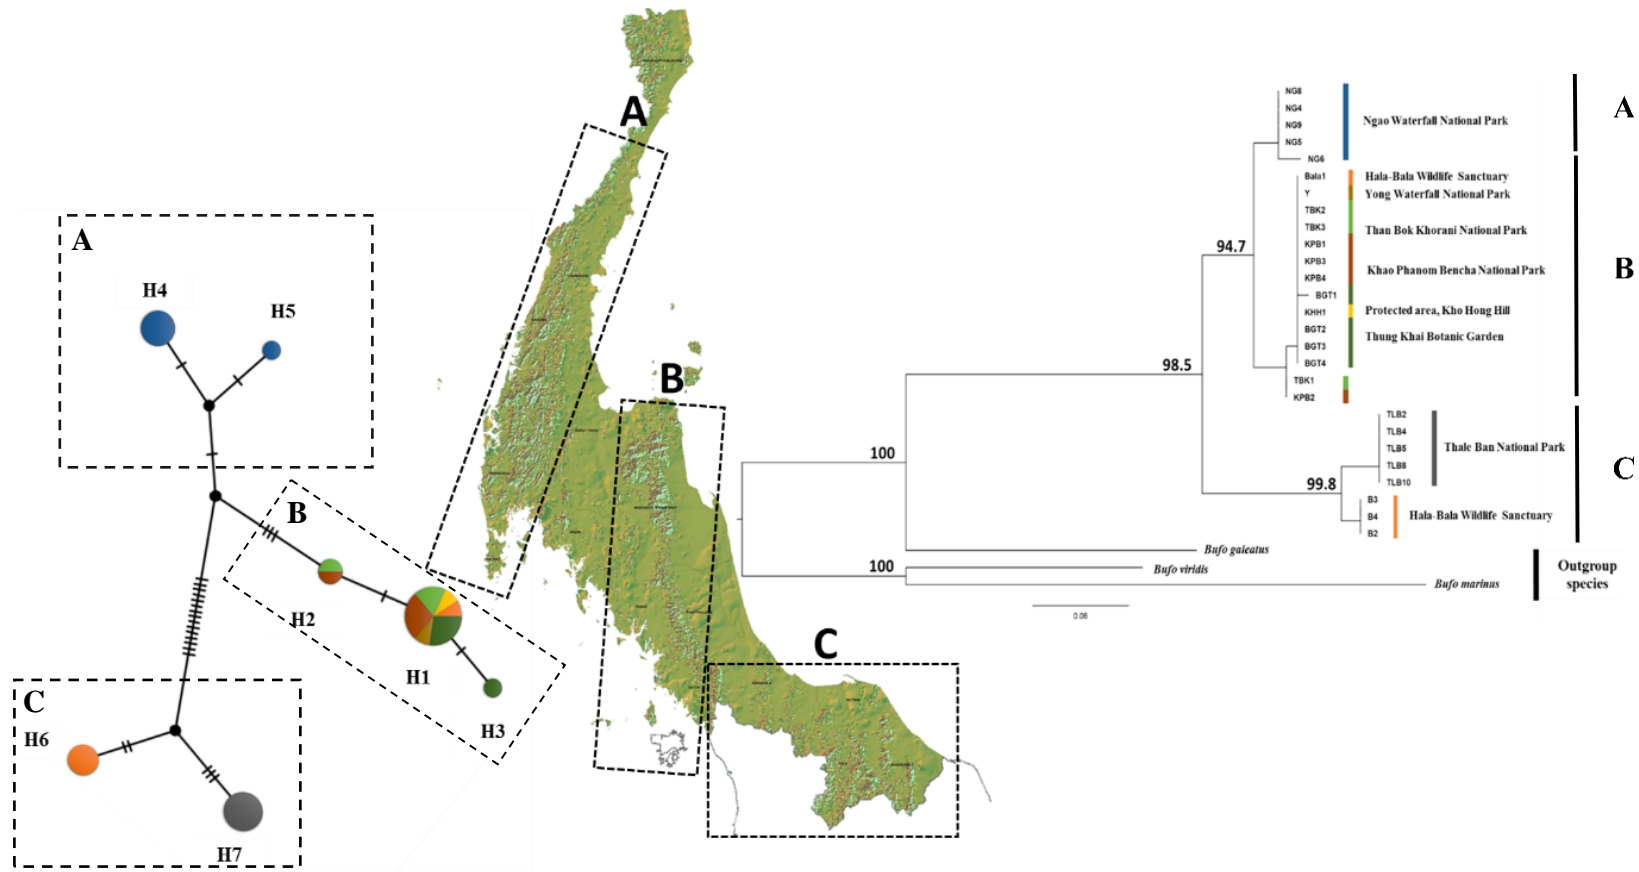 A
H4
H5
B
H2
H1
H3
C
H6
H7
A
B
C
NG8
NG4
NG9
NG5
NG6
Ngao Waterfall National Park
A
Bala1
Hala-Bala Wildlife Sanctuary
Y
Yong Waterfall National Park
TBK2
TBK3
Than Bok Khorani National Park
KPB1
KPB3
KPB4
Khao Phanom Bencha National Park
BGT1
KHH1
Protected area, Kho Hong Hill
BGT2
BGT3
BGT4
Thung Khai Botanic Garden
TBK1
KPB2
B
TLB2
TLB4
TLB5
TLB8
TLB10
Thale Ban National Park
B3
B4
B2
Hala-Bala Wildlife Sanctuary
C
94.7
98.5
99.8
100
100
Bufo galeatus
Bufo viridis
Bufo marinus
Outgroup
species
0.06